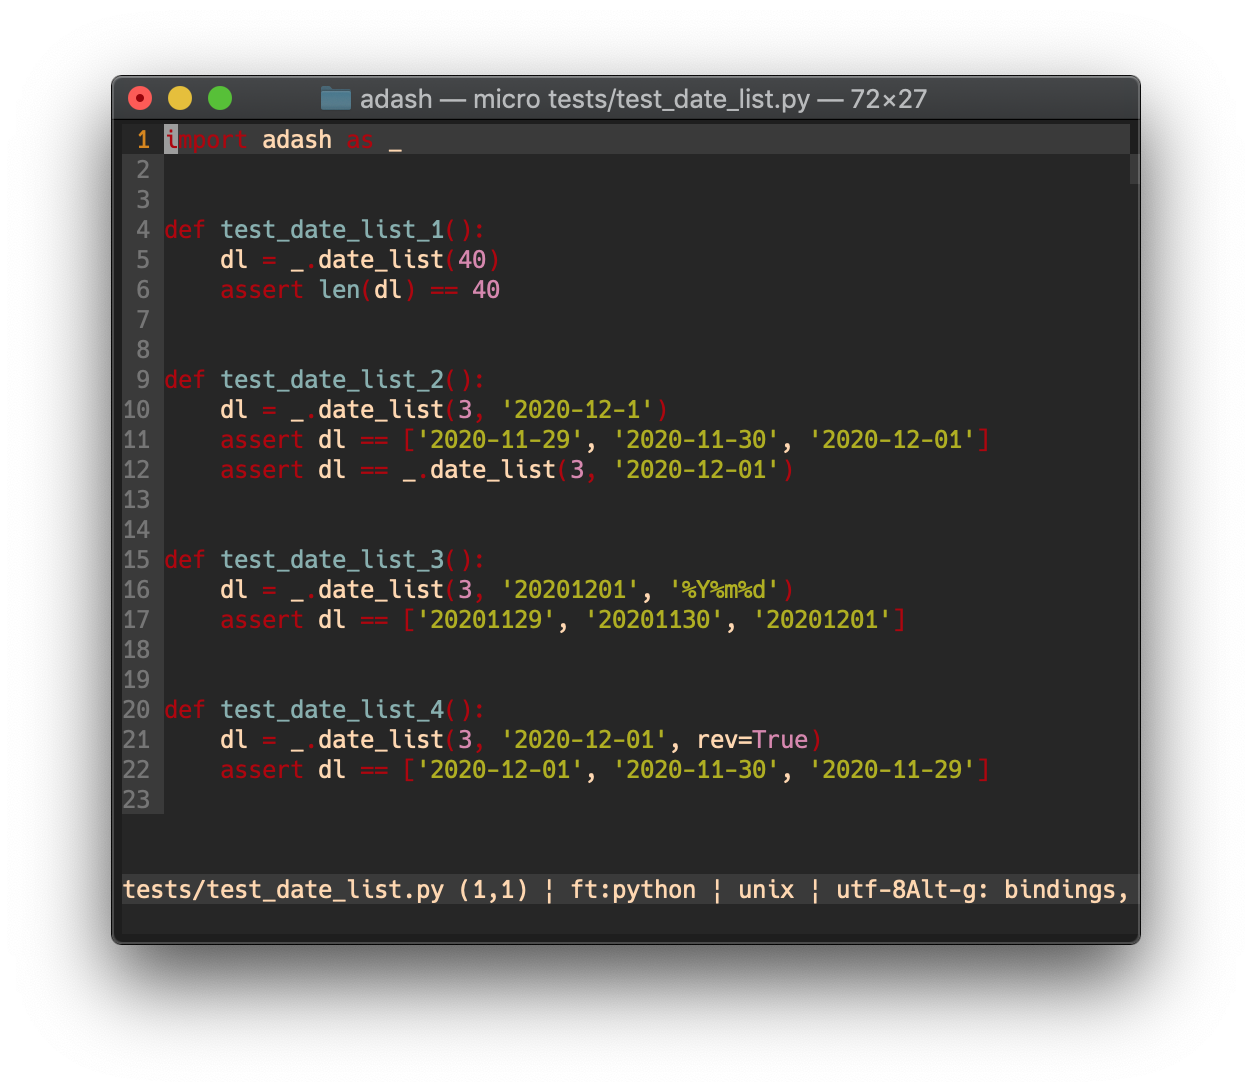 adash — micro tests/test_date_list.py — 72×27
1 import adash as _
2
3
4 def test_date_list_1():
5     dl = _.date_list(40)
6     assert len(dl) == 40
7
8
9 def test_date_list_2():
10     dl = _.date_list(3, '2020-12-1')
11     assert dl == ['2020-11-29', '2020-11-30', '2020-12-01']
12     assert dl == _.date_list(3, '2020-12-01')
13
14
15 def test_date_list_3():
16     dl = _.date_list(3, '20201201', '%Y%m%d')
17     assert dl == ['20201129', '20201130', '20201201']
18
19
20 def test_date_list_4():
21     dl = _.date_list(3, '2020-12-01', rev=True)
22     assert dl == ['2020-12-01', '2020-11-30', '2020-11-29']
23
tests/test_date_list.py (1,1) ¦ ft:python ¦ unix ¦ utf-8Alt-g: bindings,